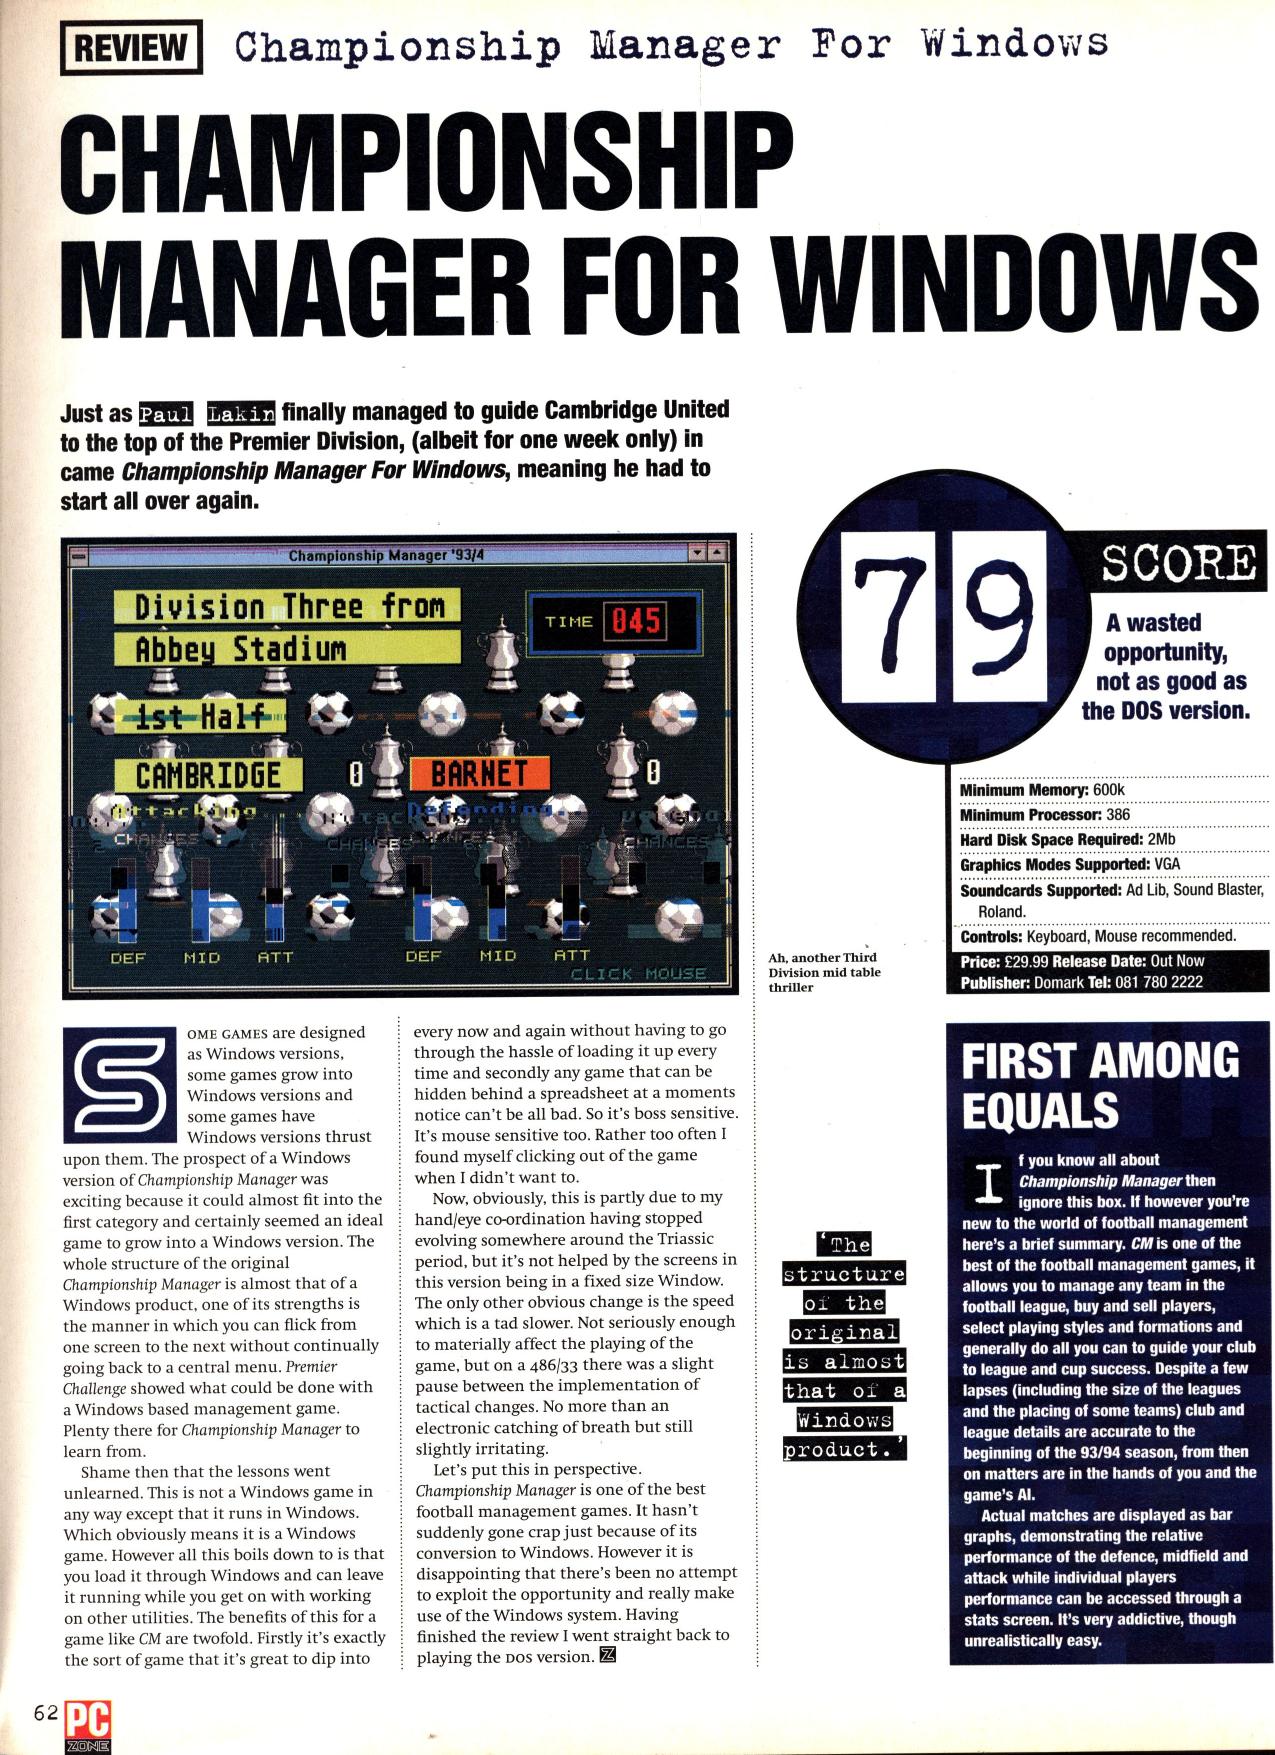 REVIEW Championship Manager For Windows
CHAMPIONSHIP
MANAGER FOR WINDOWS
Just as Paul Lakin finally managed to guide Cambridge United
to the top of the Premier Division, (albeit for one week only) in
came Championship Manager For Windows, meaning he had to
start all over again.
Championship Manager '93/4
Division Three from
Abbey Stadium
TIME 045
1st Half
CAMBRIDGE 0 BARNET 0
Attacking... Defending...
CHANCES :
DEF MID ATT DEF MID ATT
CLICK MOUSE
Ah, another Third
Division mid table
thriller
SOME GAMES are designed
as Windows versions,
some games grow into
Windows versions and
some games have
Windows versions thrust
upon them. The prospect of a Windows
version of Championship Manager was
exciting because it could almost fit into the
first category and certainly seemed an ideal
game to grow into a Windows version. The
whole structure of the original
Championship Manager is almost that of a
Windows product, one of its strengths is
the manner in which you can flick from
one screen to the next without continually
going back to a central menu. Premier
Challenge showed what could be done with
a Windows based management game.
Plenty there for Championship Manager to
learn from.
Shame then that the lessons went
unlearned. This is not a Windows game in
any way except that it runs in Windows.
Which obviously means it is a Windows
game. However all this boils down to is that
you load it through Windows and can leave
it running while you get on with working
on other utilities. The benefits of this for a
game like CM are twofold. Firstly it's exactly
the sort of game that it's great to dip into
every now and again without having to go
through the hassle of loading it up every
time and secondly any game that can be
hidden behind a spreadsheet at a moments
notice can't be all bad. So it's boss sensitive.
It's mouse sensitive too. Rather too often I
found myself clicking out of the game
when I didn't want to.
Now, obviously, this is partly due to my
hand/eye co-ordination having stopped
evolving somewhere around the Triassic
period, but it's not helped by the screens in
this version being in a fixed size Window.
The only other obvious change is the speed
which is a tad slower. Not seriously enough
to materially affect the playing of the
game, but on a 486/33 there was a slight
pause between the implementation of
tactical changes. No more than an
electronic catching of breath but still
slightly irritating.
Let's put this in perspective.
Championship Manager is one of the best
football management games. It hasn't
suddenly gone crap just because of its
conversion to Windows. However it is
disappointing that there's been no attempt
to exploit the opportunity and really make
use of the Windows system. Having
finished the review I went straight back to
playing the DOS version. Z
'The
structure
of the
original
is almost
that of a
Windows
product.'
79
SCORE
A wasted
opportunity,
not as good as
the DOS version.
Minimum Memory: 600k
Minimum Processor: 386
Hard Disk Space Required: 2Mb
Graphics Modes Supported: VGA
Soundcards Supported: Ad Lib, Sound Blaster,
Roland.
Controls: Keyboard, Mouse recommended.
Price: £29.99 Release Date: Out Now
Publisher: Domark Tel: 081 780 2222
FIRST AMONG
EQUALS
If you know all about
Championship Manager then
ignore this box. If however you're
new to the world of football management
here's a brief summary. CM is one of the
best of the football management games, it
allows you to manage any team in the
football league, buy and sell players,
select playing styles and formations and
generally do all you can to guide your club
to league and cup success. Despite a few
lapses (including the size of the leagues
and the placing of some teams) club and
league details are accurate to the
beginning of the 93/94 season, from then
on matters are in the hands of you and the
game's AI.
Actual matches are displayed as bar
graphs, demonstrating the relative
performance of the defence, midfield and
attack while individual players
performance can be accessed through a
stats screen. It's very addictive, though
unrealistically easy.
62 PC
ZONE